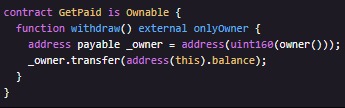 contract GetPaid is Ownable {
  function withdraw() external onlyOwner {
    address payable _owner = address(uint160(owner()));
    _owner.transfer(address(this).balance);
  }
}